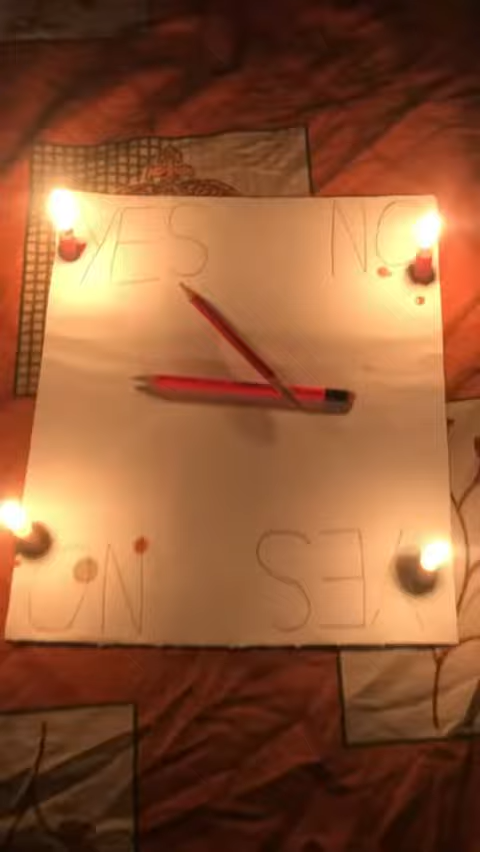 YES NO
NO YES